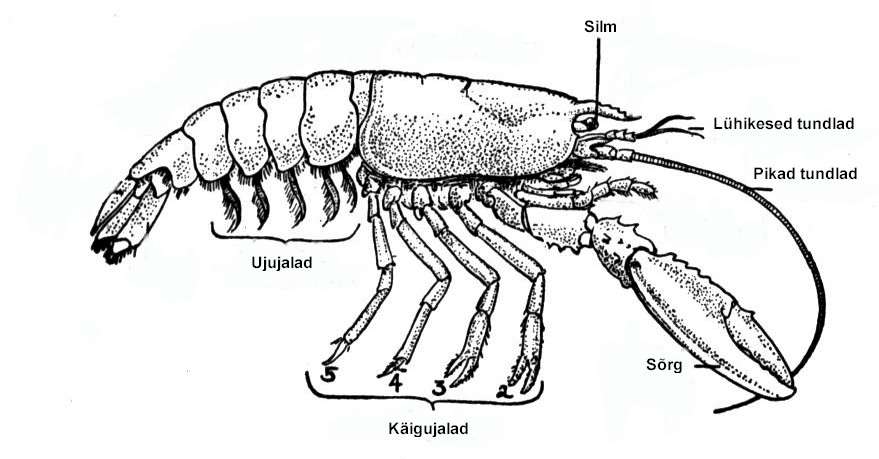 Silm
Lühikesed tundlad
Pikad tundlad
Ujujalad
Sõrg
5 4 3 2
Käigujalad